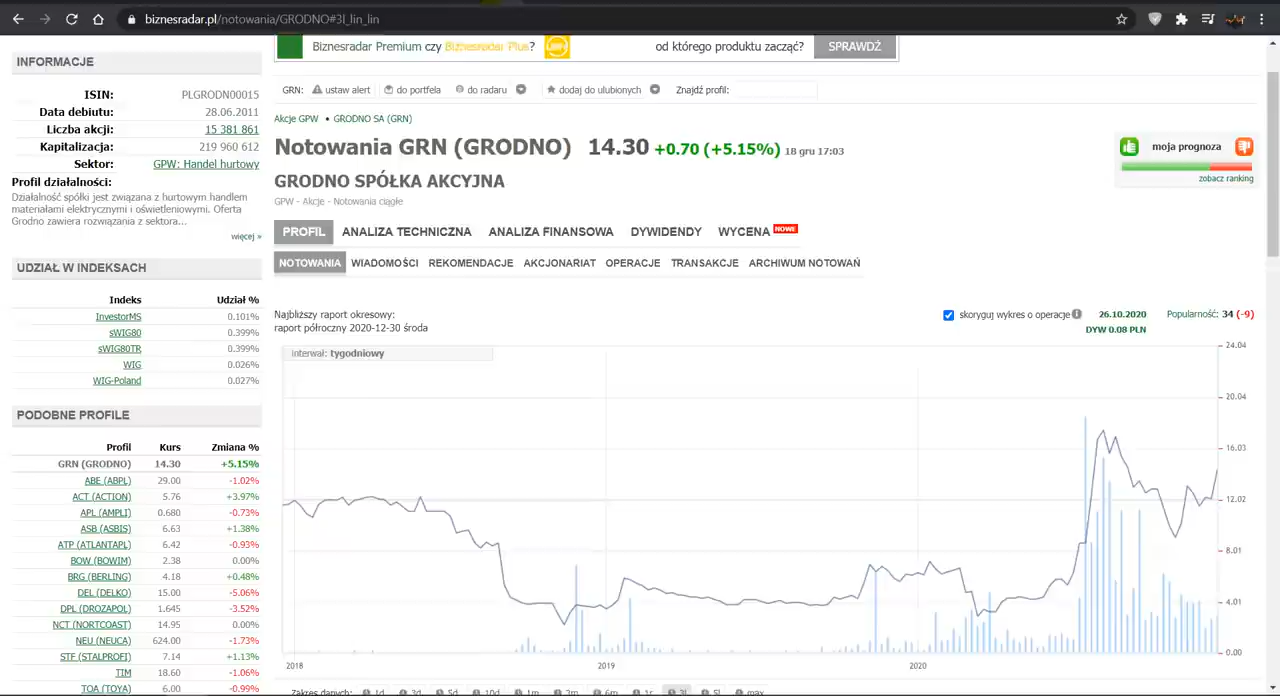 biznesradar.pl/notowania/GRODNO#3l_lin_lin
Biznesradar Premium czy Biznesradar Plus?
od którego produktu zacząć?
SPRAWDŹ
INFORMACJE
ISIN: PLGRODN00015
Data debiutu: 28.06.2011
Liczba akcji: 15 381 861
Kapitalizacja: 219 960 612
Sektor: GPW: Handel hurtowy
Profil działalności:
Działalność spółki jest związana z hurtowym handlem
materiałami elektrycznymi i oświetleniowymi. Oferta
Grodno zawiera rozwiązania z sektora...
więcej »
UDZIAŁ W INDEKSACH
Indeks Udział %
InvestorMS 0.101%
sWIG80 0.399%
sWIG80TR 0.399%
WIG 0.026%
WIG-Poland 0.027%
PODOBNE PROFILE
Profil Kurs Zmiana %
GRN (GRODNO) 14.30 +5.15%
ABE (ABPL) 29.00 -1.02%
ACT (ACTION) 5.76 +3.97%
APL (AMPLI) 0.680 -0.73%
ASB (ASBIS) 6.63 +1.38%
ATP (ATLANTAPL) 6.42 -0.93%
BOW (BOWIM) 2.38 0.00%
BRG (BERLING) 4.18 +0.48%
DEL (DELKO) 15.00 -5.06%
DPL (DROZAPOL) 1.645 -3.52%
NCT (NORTCOAST) 14.95 0.00%
NEU (NEUCA) 624.00 -1.73%
STF (STALPROFI) 7.14 +1.13%
TIM 18.60 -1.06%
TOA (TOYA) 6.00 -0.99%
GRN: ustaw alert do portfela do radaru dodaj do ulubionych Znajdź profil:
Akcje GPW • GRODNO SA (GRN)
Notowania GRN (GRODNO) 14.30 +0.70 (+5.15%) 18 gru 17:03
GRODNO SPÓŁKA AKCYJNA
GPW - Akcje - Notowania ciągłe
moja prognoza
zobacz ranking
PROFIL ANALIZA TECHNICZNA ANALIZA FINANSOWA DYWIDENDY WYCENA NOWE
NOTOWANIA WIADOMOŚCI REKOMENDACJE AKCJONARIAT OPERACJE TRANSAKCJE ARCHIWUM NOTOWAŃ
Najbliższy raport okresowy:
raport półroczny 2020-12-30 środa
skoryguj wykres o operacje 26.10.2020 Popularność: 34 (-9)
DYW 0.08 PLN
interwał: tygodniowy
24.04
20.04
16.03
12.02
8.01
4.01
0.00
2018 2019 2020
Zakres danych: 1d 3d 5d 10d 1m 3m 6m 1r 3l 5l max